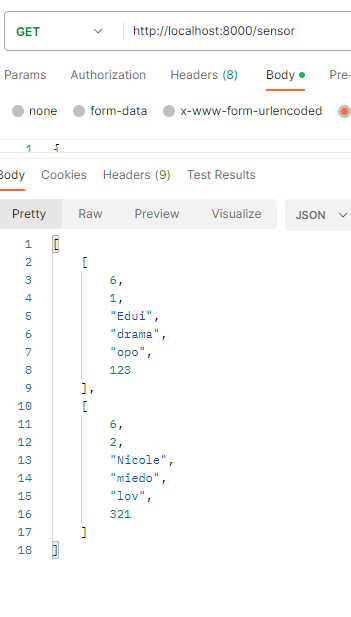 GET http://localhost:8000/sensor
Params Authorization Headers (8) Body Pre-
none form-data x-www-form-urlencoded
1 [
Body Cookies Headers (9) Test Results
Pretty Raw Preview Visualize JSON
1 [
2 [
3 6,
4 1,
5 "Edui",
6 "drama",
7 "opo",
8 123
9 ],
10 [
11 6,
12 2,
13 "Nicole",
14 "miedo",
15 "lov",
16 321
17 ]
18 ]